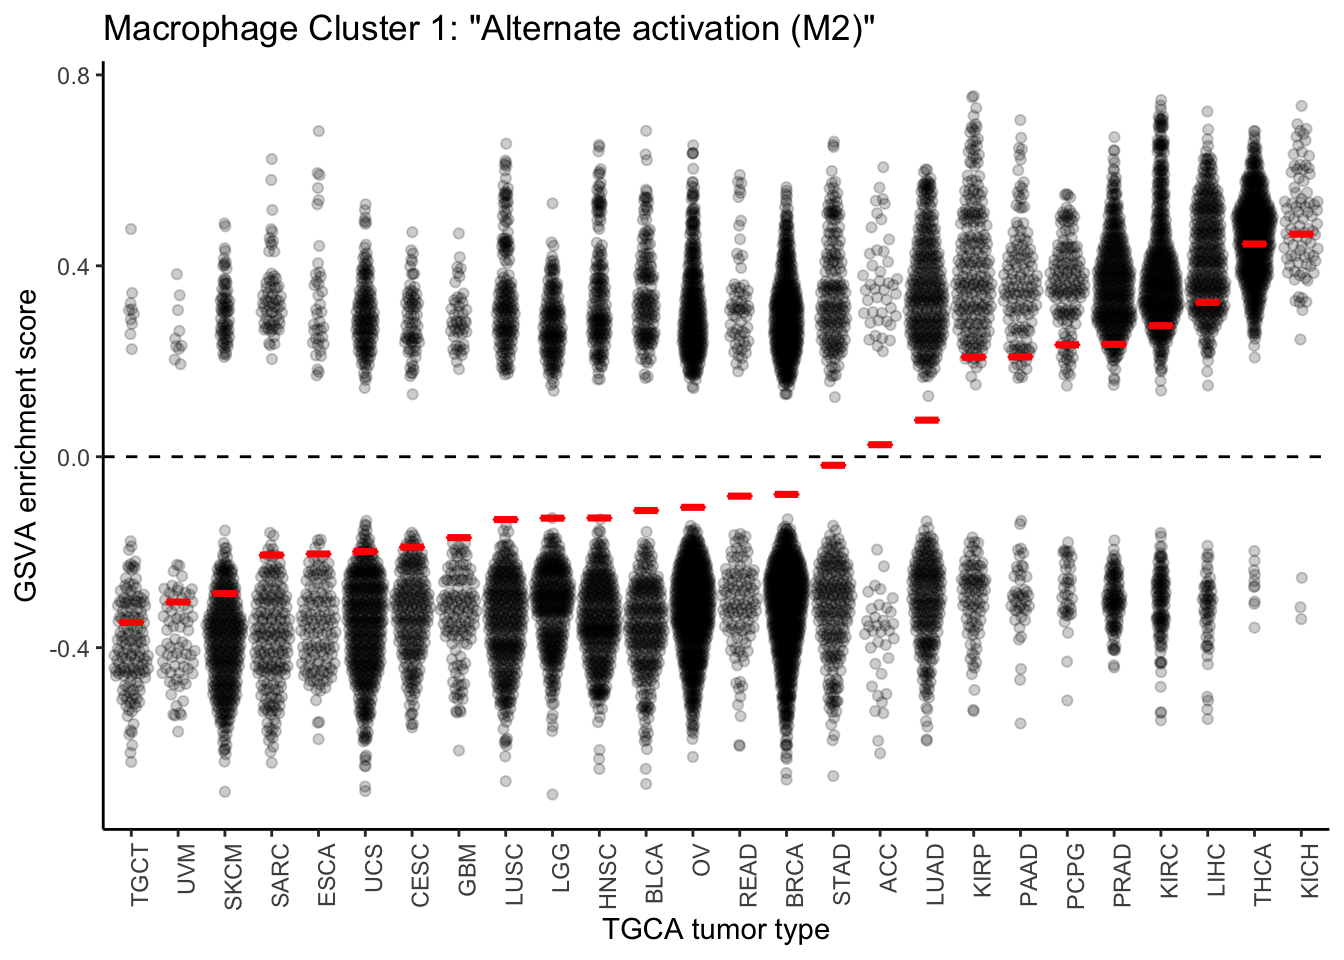 Macrophage Cluster 1: "Alternate activation (M2)"
GSVA enrichment score
0.8
0.4
0.0
-0.4
TGCT UVM SKCM SARC ESCA UCS CESC GBM LUSC LGG HNSC BLCA OV READ BRCA STAD ACC LUAD KIRP PAAD PCPG PRAD KIRC LIHC THCA KICH
TGCA tumor type